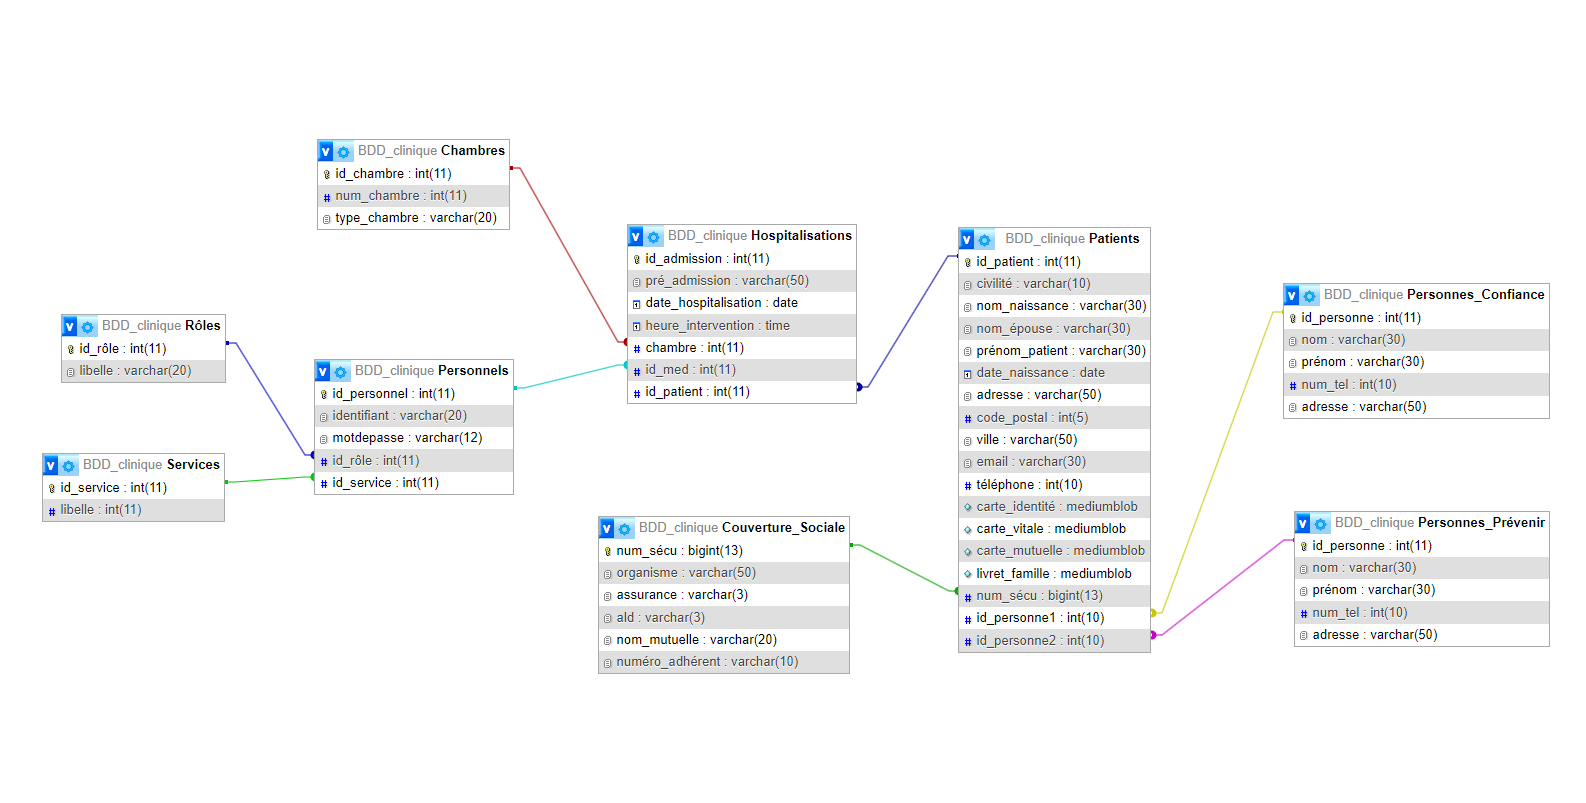 BDD_clinique Chambres
id_chambre : int(11)
num_chambre : int(11)
type_chambre : varchar(20)
BDD_clinique Rôles
id_rôle : int(11)
libelle : varchar(20)
BDD_clinique Services
id_service : int(11)
libelle : int(11)
BDD_clinique Personnels
id_personnel : int(11)
identifiant : varchar(20)
motdepasse : varchar(12)
id_rôle : int(11)
id_service : int(11)
BDD_clinique Hospitalisations
id_admission : int(11)
pré_admission : varchar(50)
date_hospitalisation : date
heure_intervention : time
chambre : int(11)
id_med : int(11)
id_patient : int(11)
BDD_clinique Couverture_Sociale
num_sécu : bigint(13)
organisme : varchar(50)
assurance : varchar(3)
ald : varchar(3)
nom_mutuelle : varchar(20)
numéro_adhérent : varchar(10)
BDD_clinique Patients
id_patient : int(11)
civilité : varchar(10)
nom_naissance : varchar(30)
nom_épouse : varchar(30)
prénom_patient : varchar(30)
date_naissance : date
adresse : varchar(50)
code_postal : int(5)
ville : varchar(50)
email : varchar(30)
téléphone : int(10)
carte_identité : mediumblob
carte_vitale : mediumblob
carte_mutuelle : mediumblob
livret_famille : mediumblob
num_sécu : bigint(13)
id_personne1 : int(10)
id_personne2 : int(10)
BDD_clinique Personnes_Confiance
id_personne : int(11)
nom : varchar(30)
prénom : varchar(30)
num_tel : int(10)
adresse : varchar(50)
BDD_clinique Personnes_Prévenir
id_personne : int(11)
nom : varchar(30)
prénom : varchar(30)
num_tel : int(10)
adresse : varchar(50)